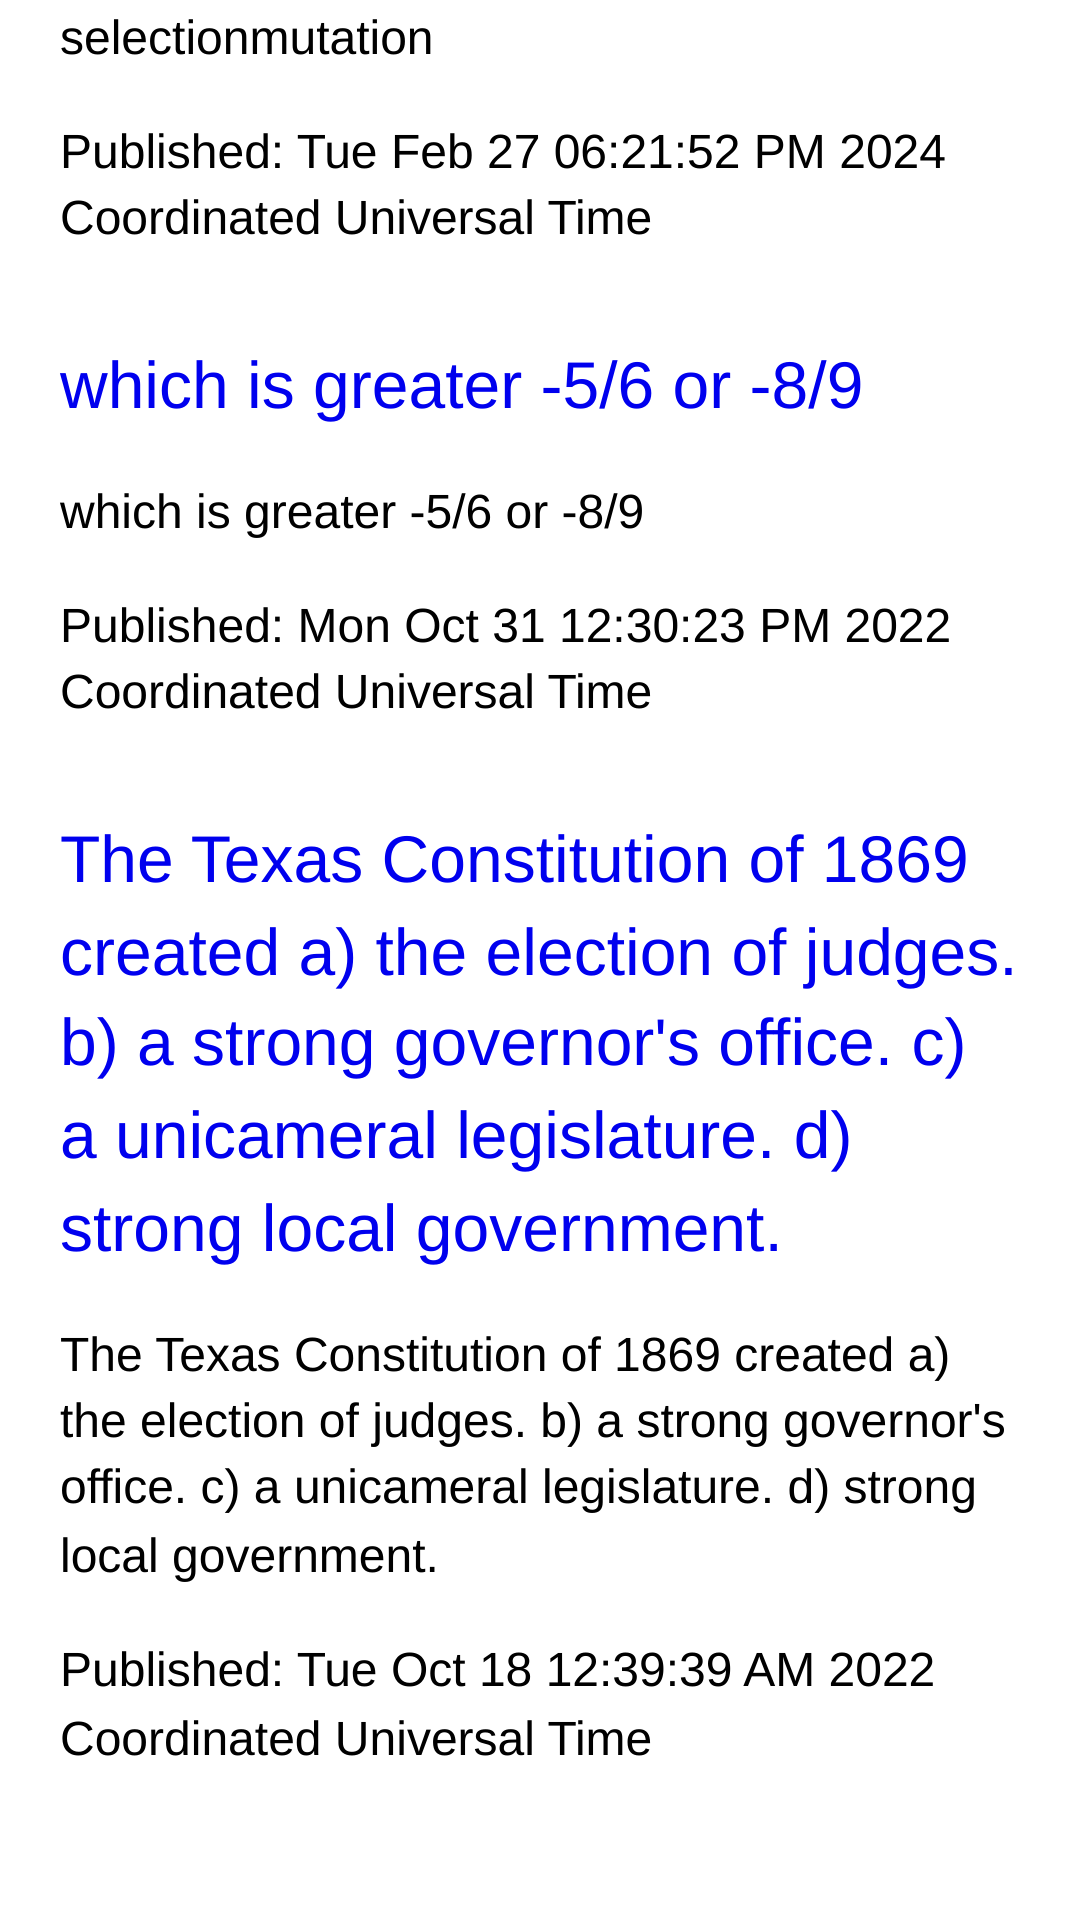 selectionmutation
Published: Tue Feb 27 06:21:52 PM 2024
Coordinated Universal Time
which is greater -5/6 or -8/9
which is greater -5/6 or -8/9
Published: Mon Oct 31 12:30:23 PM 2022
Coordinated Universal Time
The Texas Constitution of 1869
created a) the election of judges.
b) a strong governor's office. c)
a unicameral legislature. d)
strong local government.
The Texas Constitution of 1869 created a)
the election of judges. b) a strong governor's
office. c) a unicameral legislature. d) strong
local government.
Published: Tue Oct 18 12:39:39 AM 2022
Coordinated Universal Time